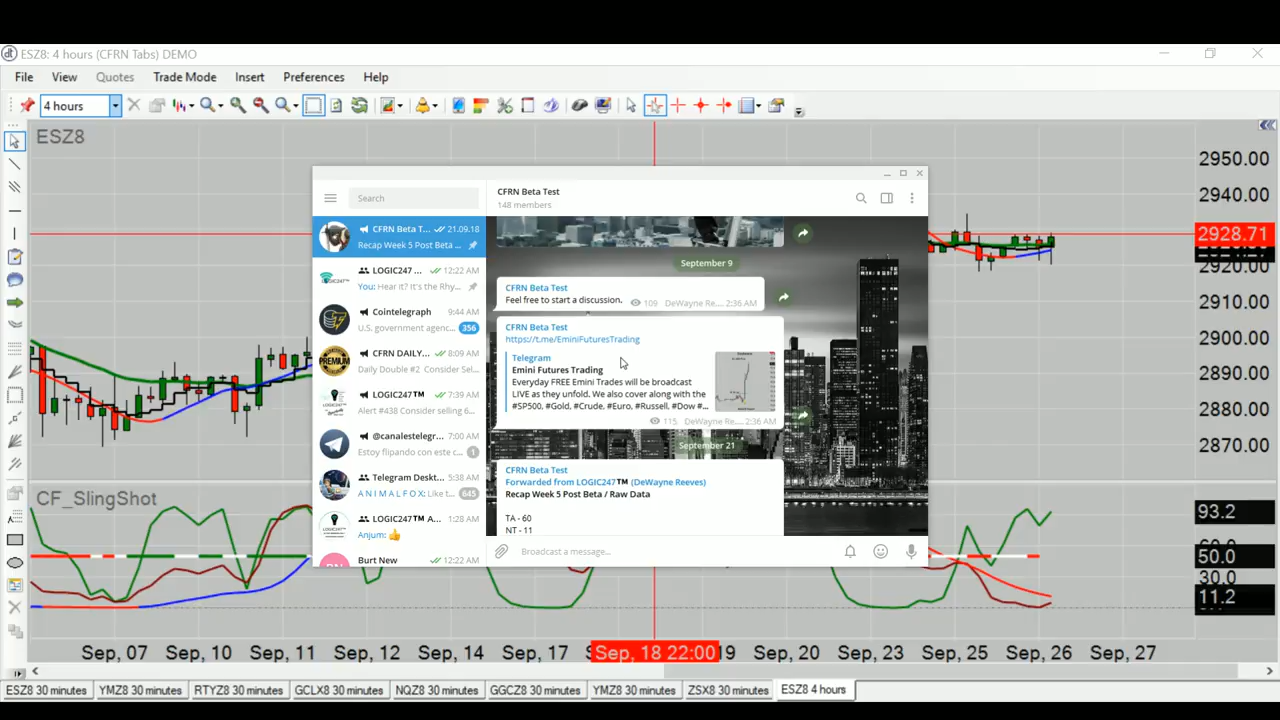 ESZ8: 4 hours (CFRN Tabs) DEMO
File View Quotes Trade Mode Insert Preferences Help
4 hours
ESZ8
2950.00
2940.00
2928.71
2920.00
2910.00
2900.00
2890.00
2880.00
2870.00
Search
CFRN Beta T... 21.09.18
Recap Week 5 Post Beta ...
LOGIC247 ... 12:22 AM
You: Hear it? It's the Rhy...
Cointelegraph 9:44 AM
U.S. government agenc... 356
CFRN DAILY... 8:09 AM
Daily Double #2 Consider Sel...
LOGIC247™ 7:39 AM
Alert #438 Consider selling 6...
@canalestelegr... 7:00 AM
Estoy flipando con este c... 1
Telegram Deskt... 5:38 AM
A N I M A L F O X: Like t... 645
LOGIC247™ A... 1:28 AM
Anjum: 👍
Burt New 12:22 AM
CFRN Beta Test
148 members
September 9
CFRN Beta Test
Feel free to start a discussion. 109 DeWayne Re.... 2:36 AM
CFRN Beta Test
https://t.me/EminiFuturesTrading
Telegram
Emini Futures Trading
Everyday FREE Emini Trades will be broadcast
LIVE as they unfold. We also cover along with the
#SP500, #Gold, #Crude, #Euro, #Russell, #Dow #...
115 DeWayne Re.... 2:36 AM
September 21
CFRN Beta Test
Forwarded from LOGIC247™ (DeWayne Reeves)
Recap Week 5 Post Beta / Raw Data
TA - 60
NT - 11
Broadcast a message...
CF_SlingShot
93.2
50.0
30.0
11.2
Sep, 07 Sep, 10 Sep, 11 Sep, 12 Sep, 14 Sep, 17 Sep, 18 22:00 19 Sep, 20 Sep, 23 Sep, 25 Sep, 26 Sep, 27
ESZ8 30 minutes YMZ8 30 minutes RTYZ8 30 minutes GCLX8 30 minutes NQZ8 30 minutes GGCZ8 30 minutes YMZ8 30 minutes ZSX8 30 minutes ESZ8 4 hours